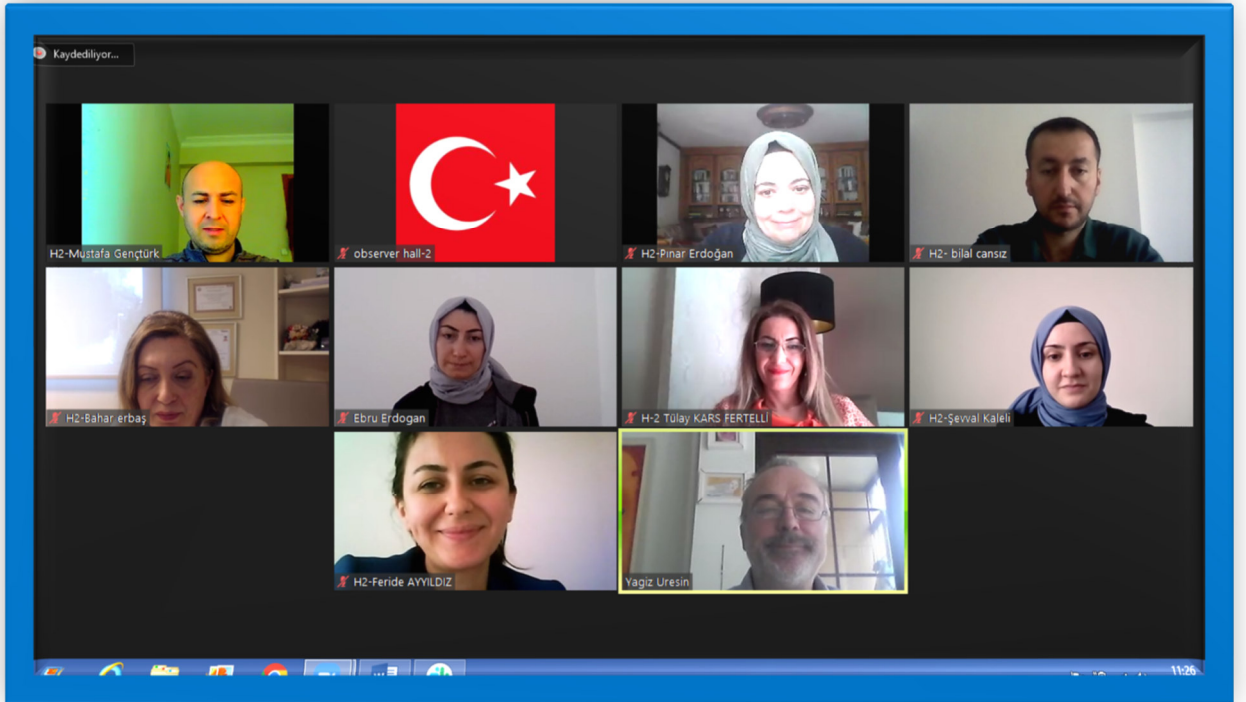 Kaydediliyor...
H2-Mustafa Gençtürk
observer hall-2
H2-Pınar Erdoğan
H2- bilal cansız
H2-Bahar erbaş
Ebru Erdogan
H-2 Tülay KARS FERTELLİ
H2-Şevval Kaleli
H2-Feride AYYILDIZ
Yagiz Uresin
11:26